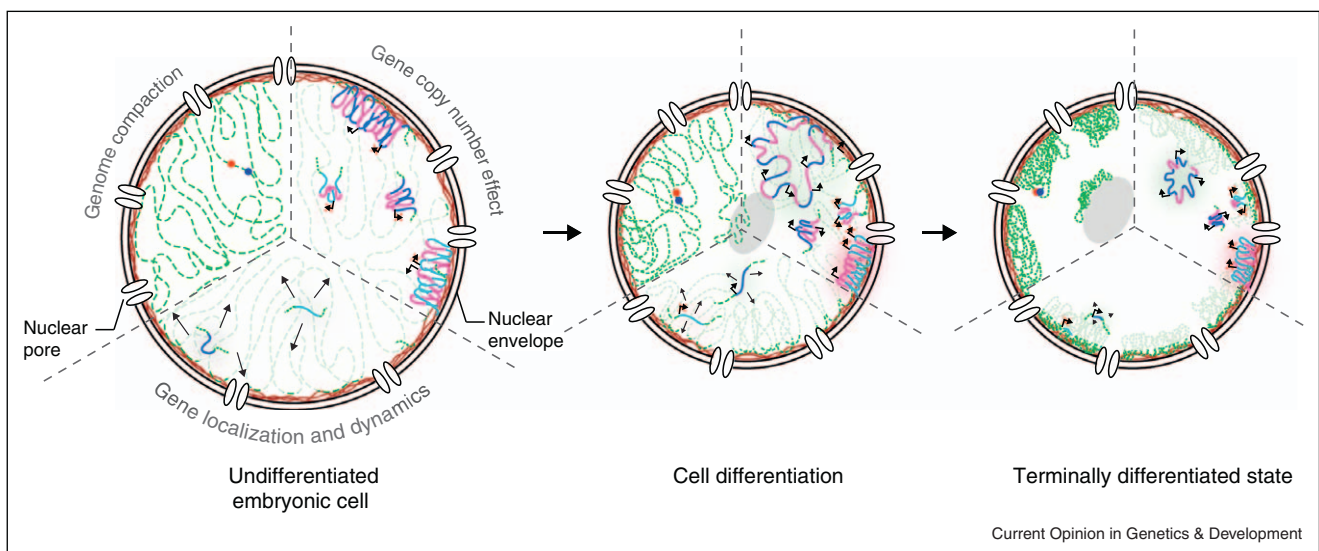 Genome compaction
Gene copy number effect
Nuclear
pore
Nuclear
envelope
Gene localization and dynamics
Undifferentiated
embryonic cell
Cell differentiation
Terminally differentiated state
Current Opinion in Genetics & Development